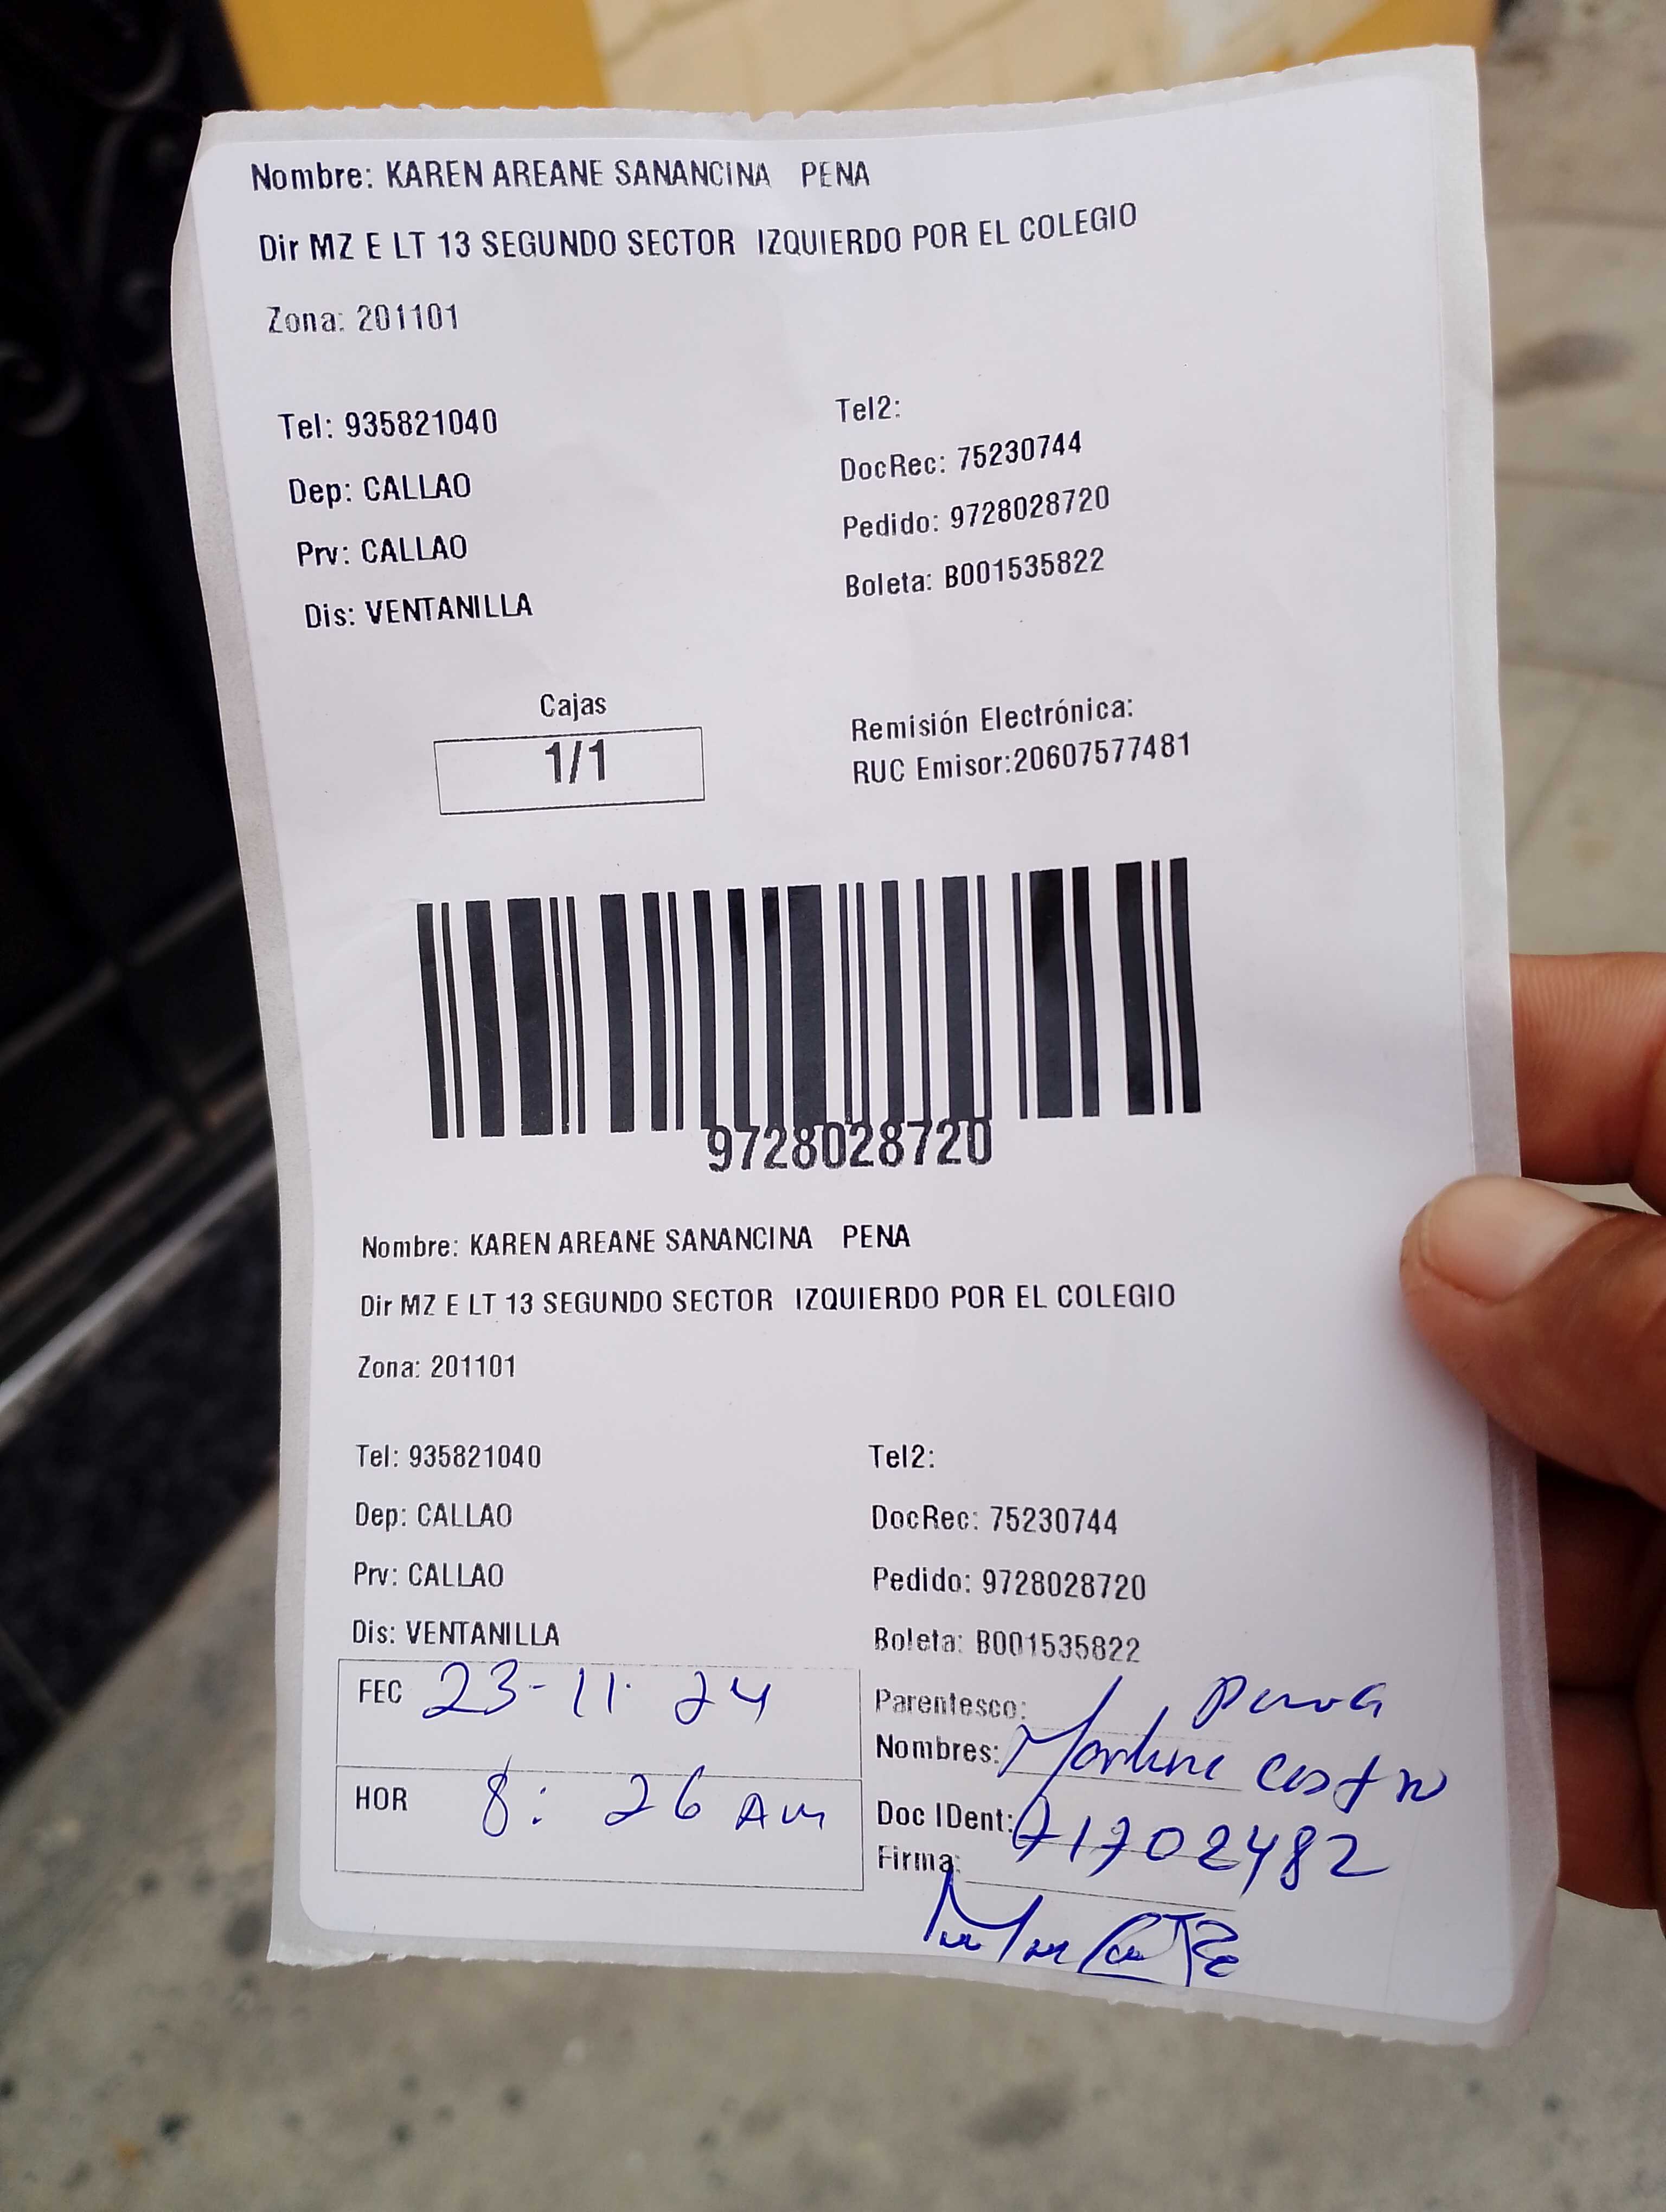 Nombre: KAREN AREANE SANANCINA PENA
Dir MZ E LT 13 SEGUNDO SECTOR IZQUIERDO POR EL COLEGIO
Zona: 201101
Tel: 935821040
Tel2:
Dep: CALLAO
DocRec: 75230744
Prv: CALLAO
Pedido: 9728028720
Dis: VENTANILLA
Boleta: B001535822
Cajas
1/1
Remisión Electrónica:
RUC Emisor:20607577481
9728028720
Nombre: KAREN AREANE SANANCINA PENA
Dir MZ E LT 13 SEGUNDO SECTOR IZQUIERDO POR EL COLEGIO
Zona: 201101
Tel: 935821040
Tel2:
Dep: CALLAO
DocRec: 75230744
Prv: CALLAO
Pedido: 9728028720
Dis: VENTANILLA
Boleta: B001535822
FEC 23-11-24
Parentesco:
Nombres:
HOR 8:26 AM
Doc IDent: 71702482
Firma: